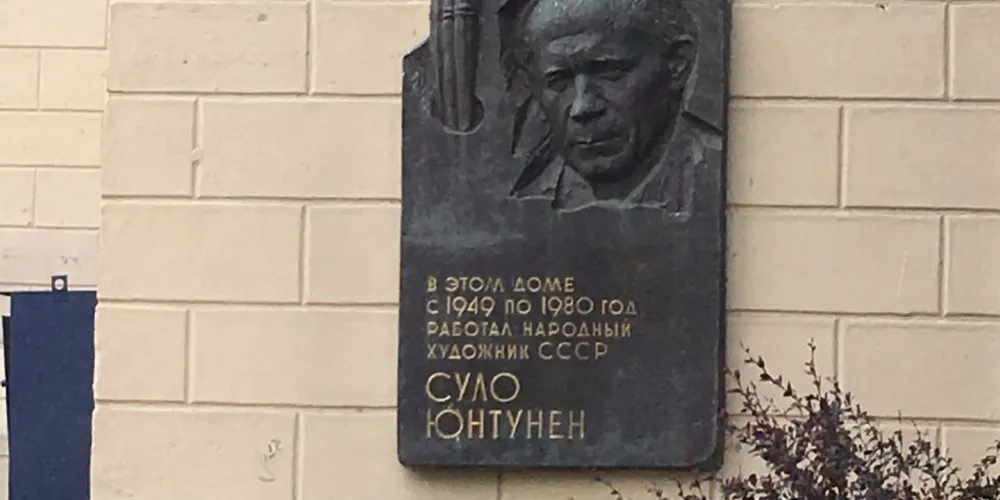 В ЭТОМ ДОМЕ
С 1949 ПО 1980 ГОД
РАБОТАЛ НАРОДНЫЙ
ХУДОЖНИК СССР
СУЛО
ЮНТУНЕН